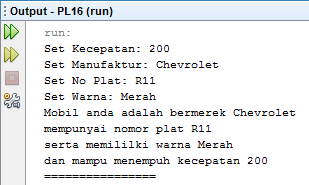 Output - PL16 (run)
run:
Set Kecepatan: 200
Set Manufaktur: Chevrolet
Set No Plat: R11
Set Warna: Merah
Mobil anda adalah bermerek Chevrolet
mempunyai nomor plat R11
serta memililki warna Merah
dan mampu menempuh kecepatan 200
================